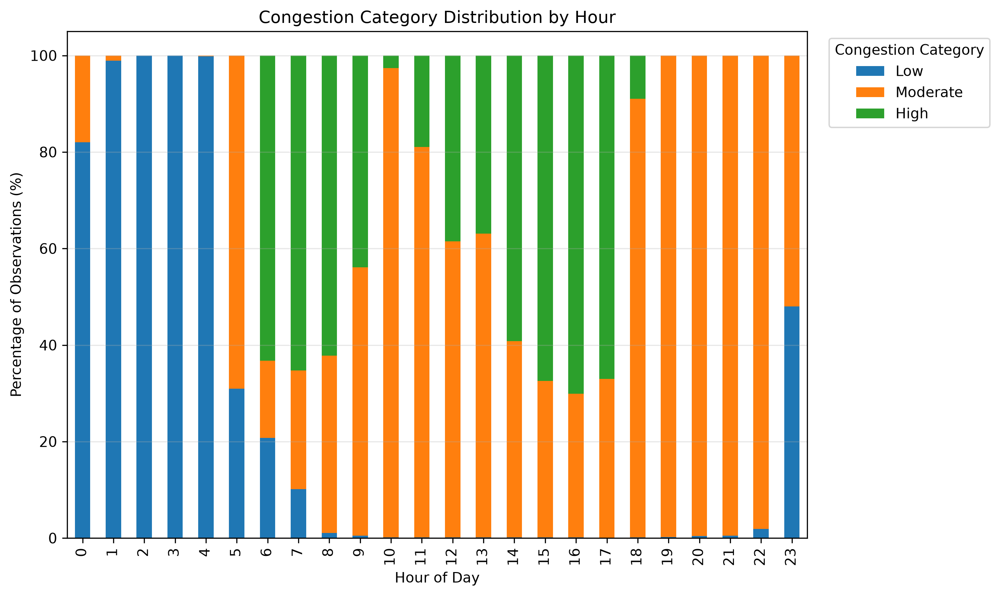 Congestion Category Distribution by Hour
Congestion Category
Low
Moderate
High
Percentage of Observations (%)
100
80
60
40
20
0
0 1 2 3 4 5 6 7 8 9 10 11 12 13 14 15 16 17 18 19 20 21 22 23
Hour of Day